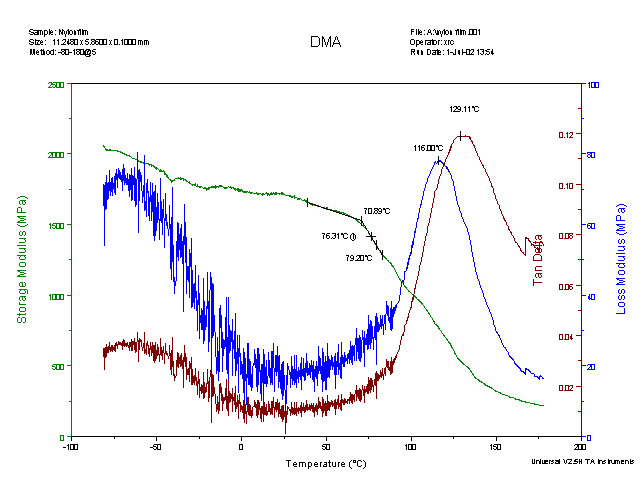 Sample: Nylonfilm
Size: 11.2480 x 5.8600 x 0.1000 mm
Method: -80-180@5
DMA
File: A:\nylon film.001
Operator: xrc
Run Date: 1-Jul-02 13:54
2500
2000
1500
1000
500
0
Storage Modulus (MPa)
129.11°C
116.00°C
70.89°C
76.31°C (I)
79.20°C
0.12
0.10
0.08
0.06
0.04
0.02
Tan Delta
100
80
60
40
20
0
Loss Modulus (MPa)
-100
-50
0
50
100
150
200
Temperature (°C)
Universal V2.5H TA Instruments